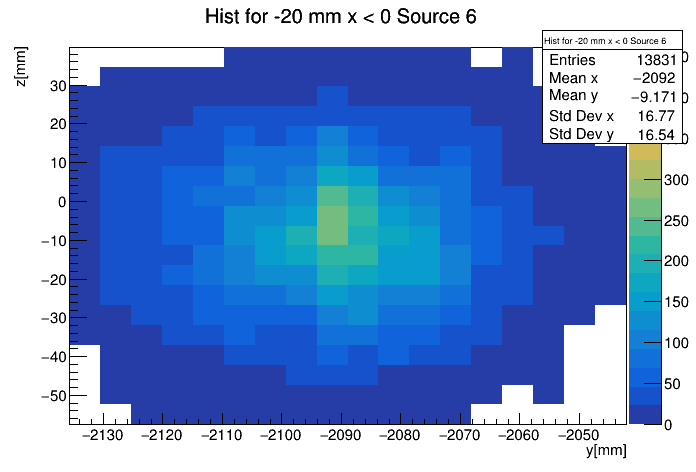 Hist for -20 mm x < 0 Source 6
Hist for -20 mm x < 0 Source 6
Entries 13831
Mean x −2092
Mean y −9.171
Std Dev x 16.77
Std Dev y 16.54
z[mm]
30
20
10
0
−10
−20
−30
−40
−50
−2130 −2120 −2110 −2100 −2090 −2080 −2070 −2060 −2050
y[mm]
300
250
200
150
100
50
0